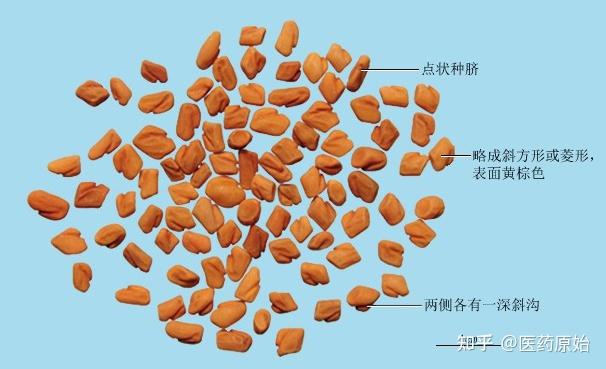 点状种脐
略成斜方形或菱形，
表面黄棕色
两侧各有一深斜沟
知乎 @医药原始